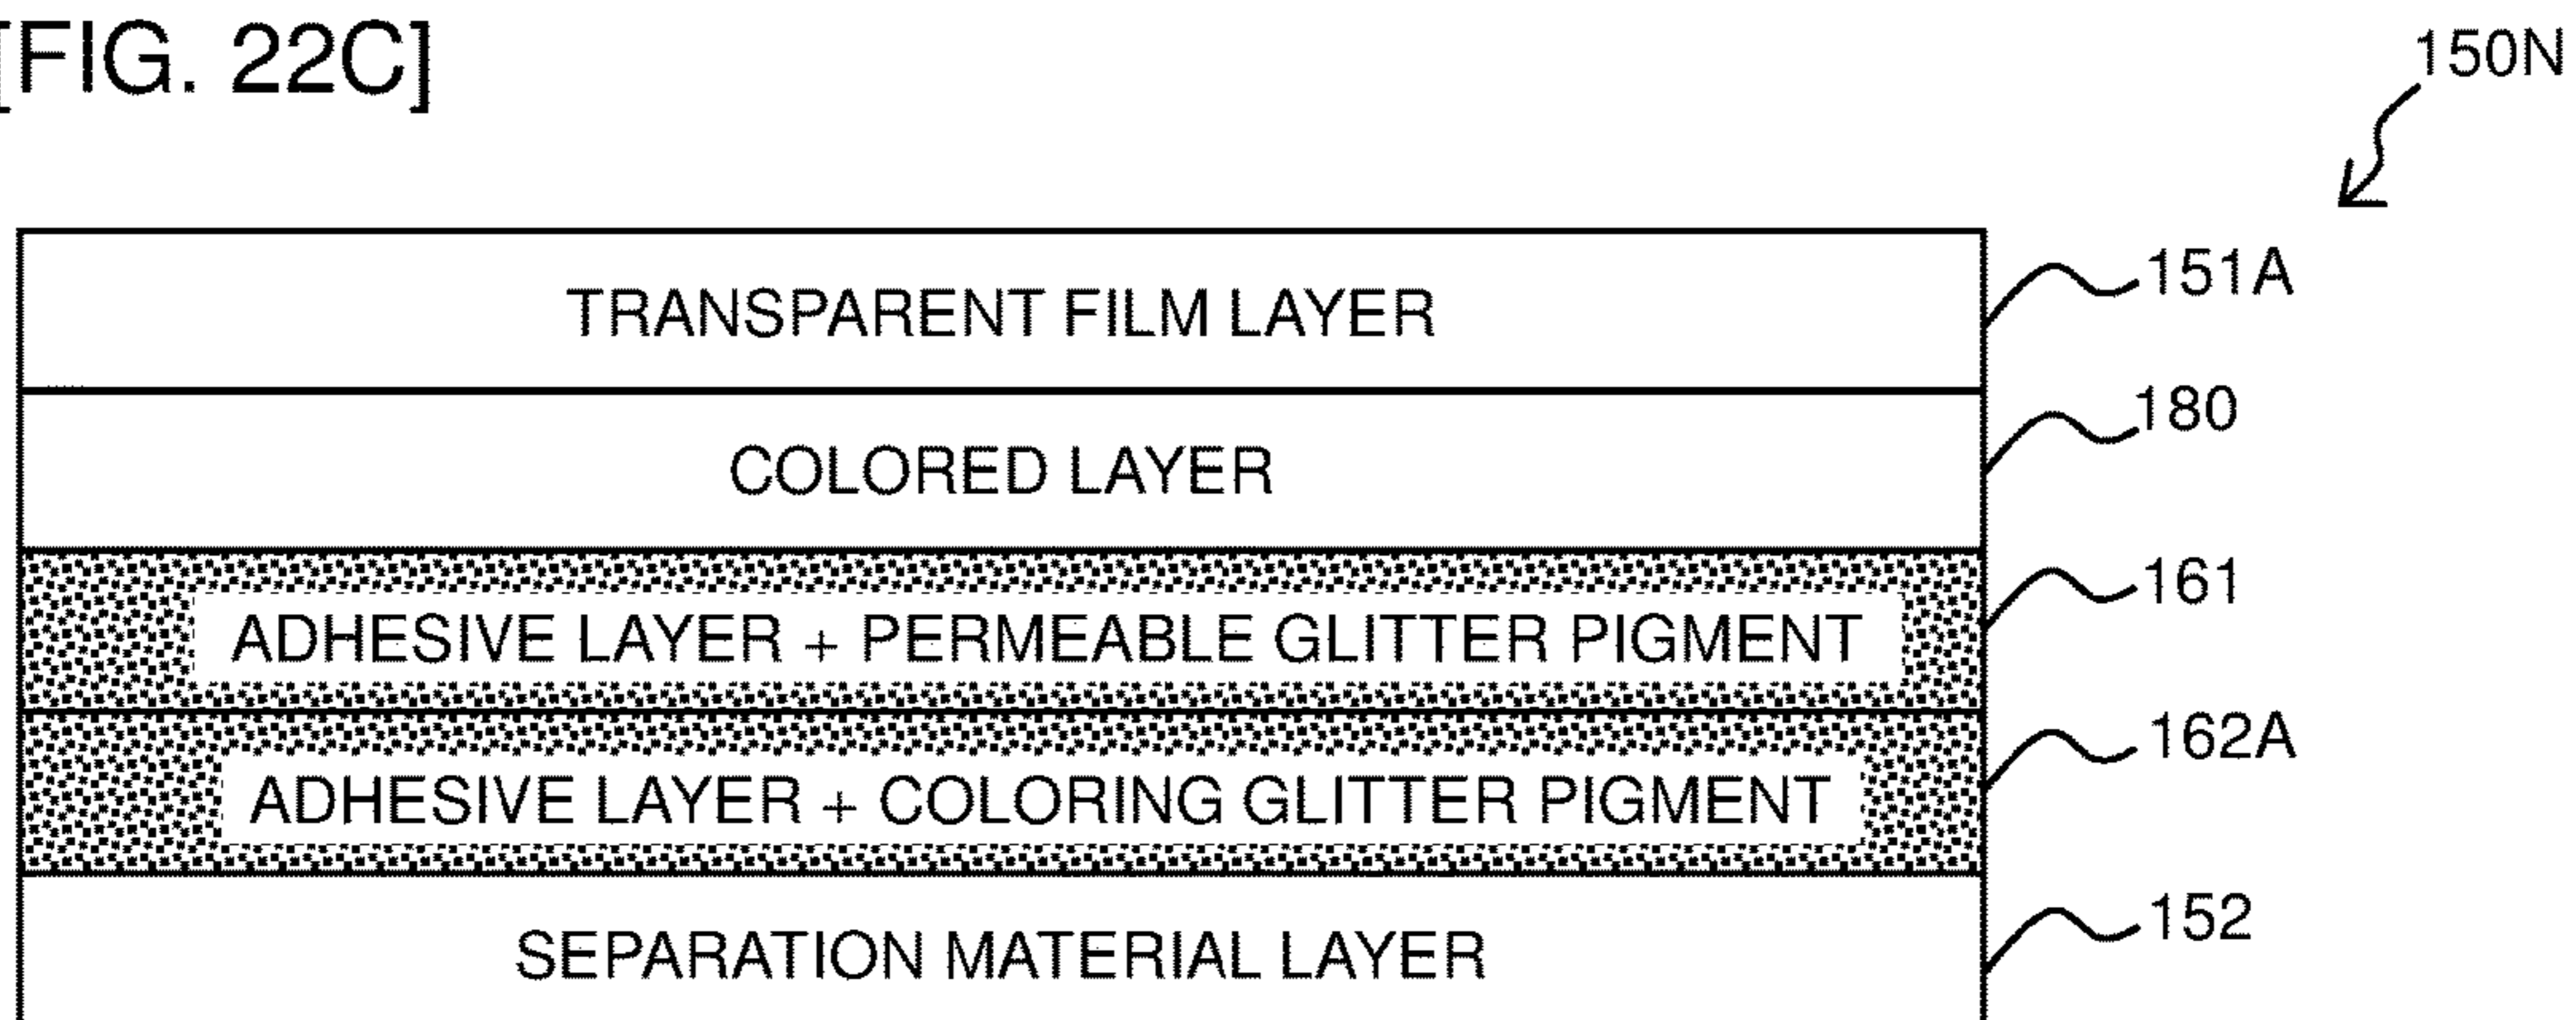 [FIG. 22C]
150N
TRANSPARENT FILM LAYER
151A
COLORED LAYER
180
ADHESIVE LAYER + PERMEABLE GLITTER PIGMENT
161
ADHESIVE LAYER + COLORING GLITTER PIGMENT
162A
SEPARATION MATERIAL LAYER
152